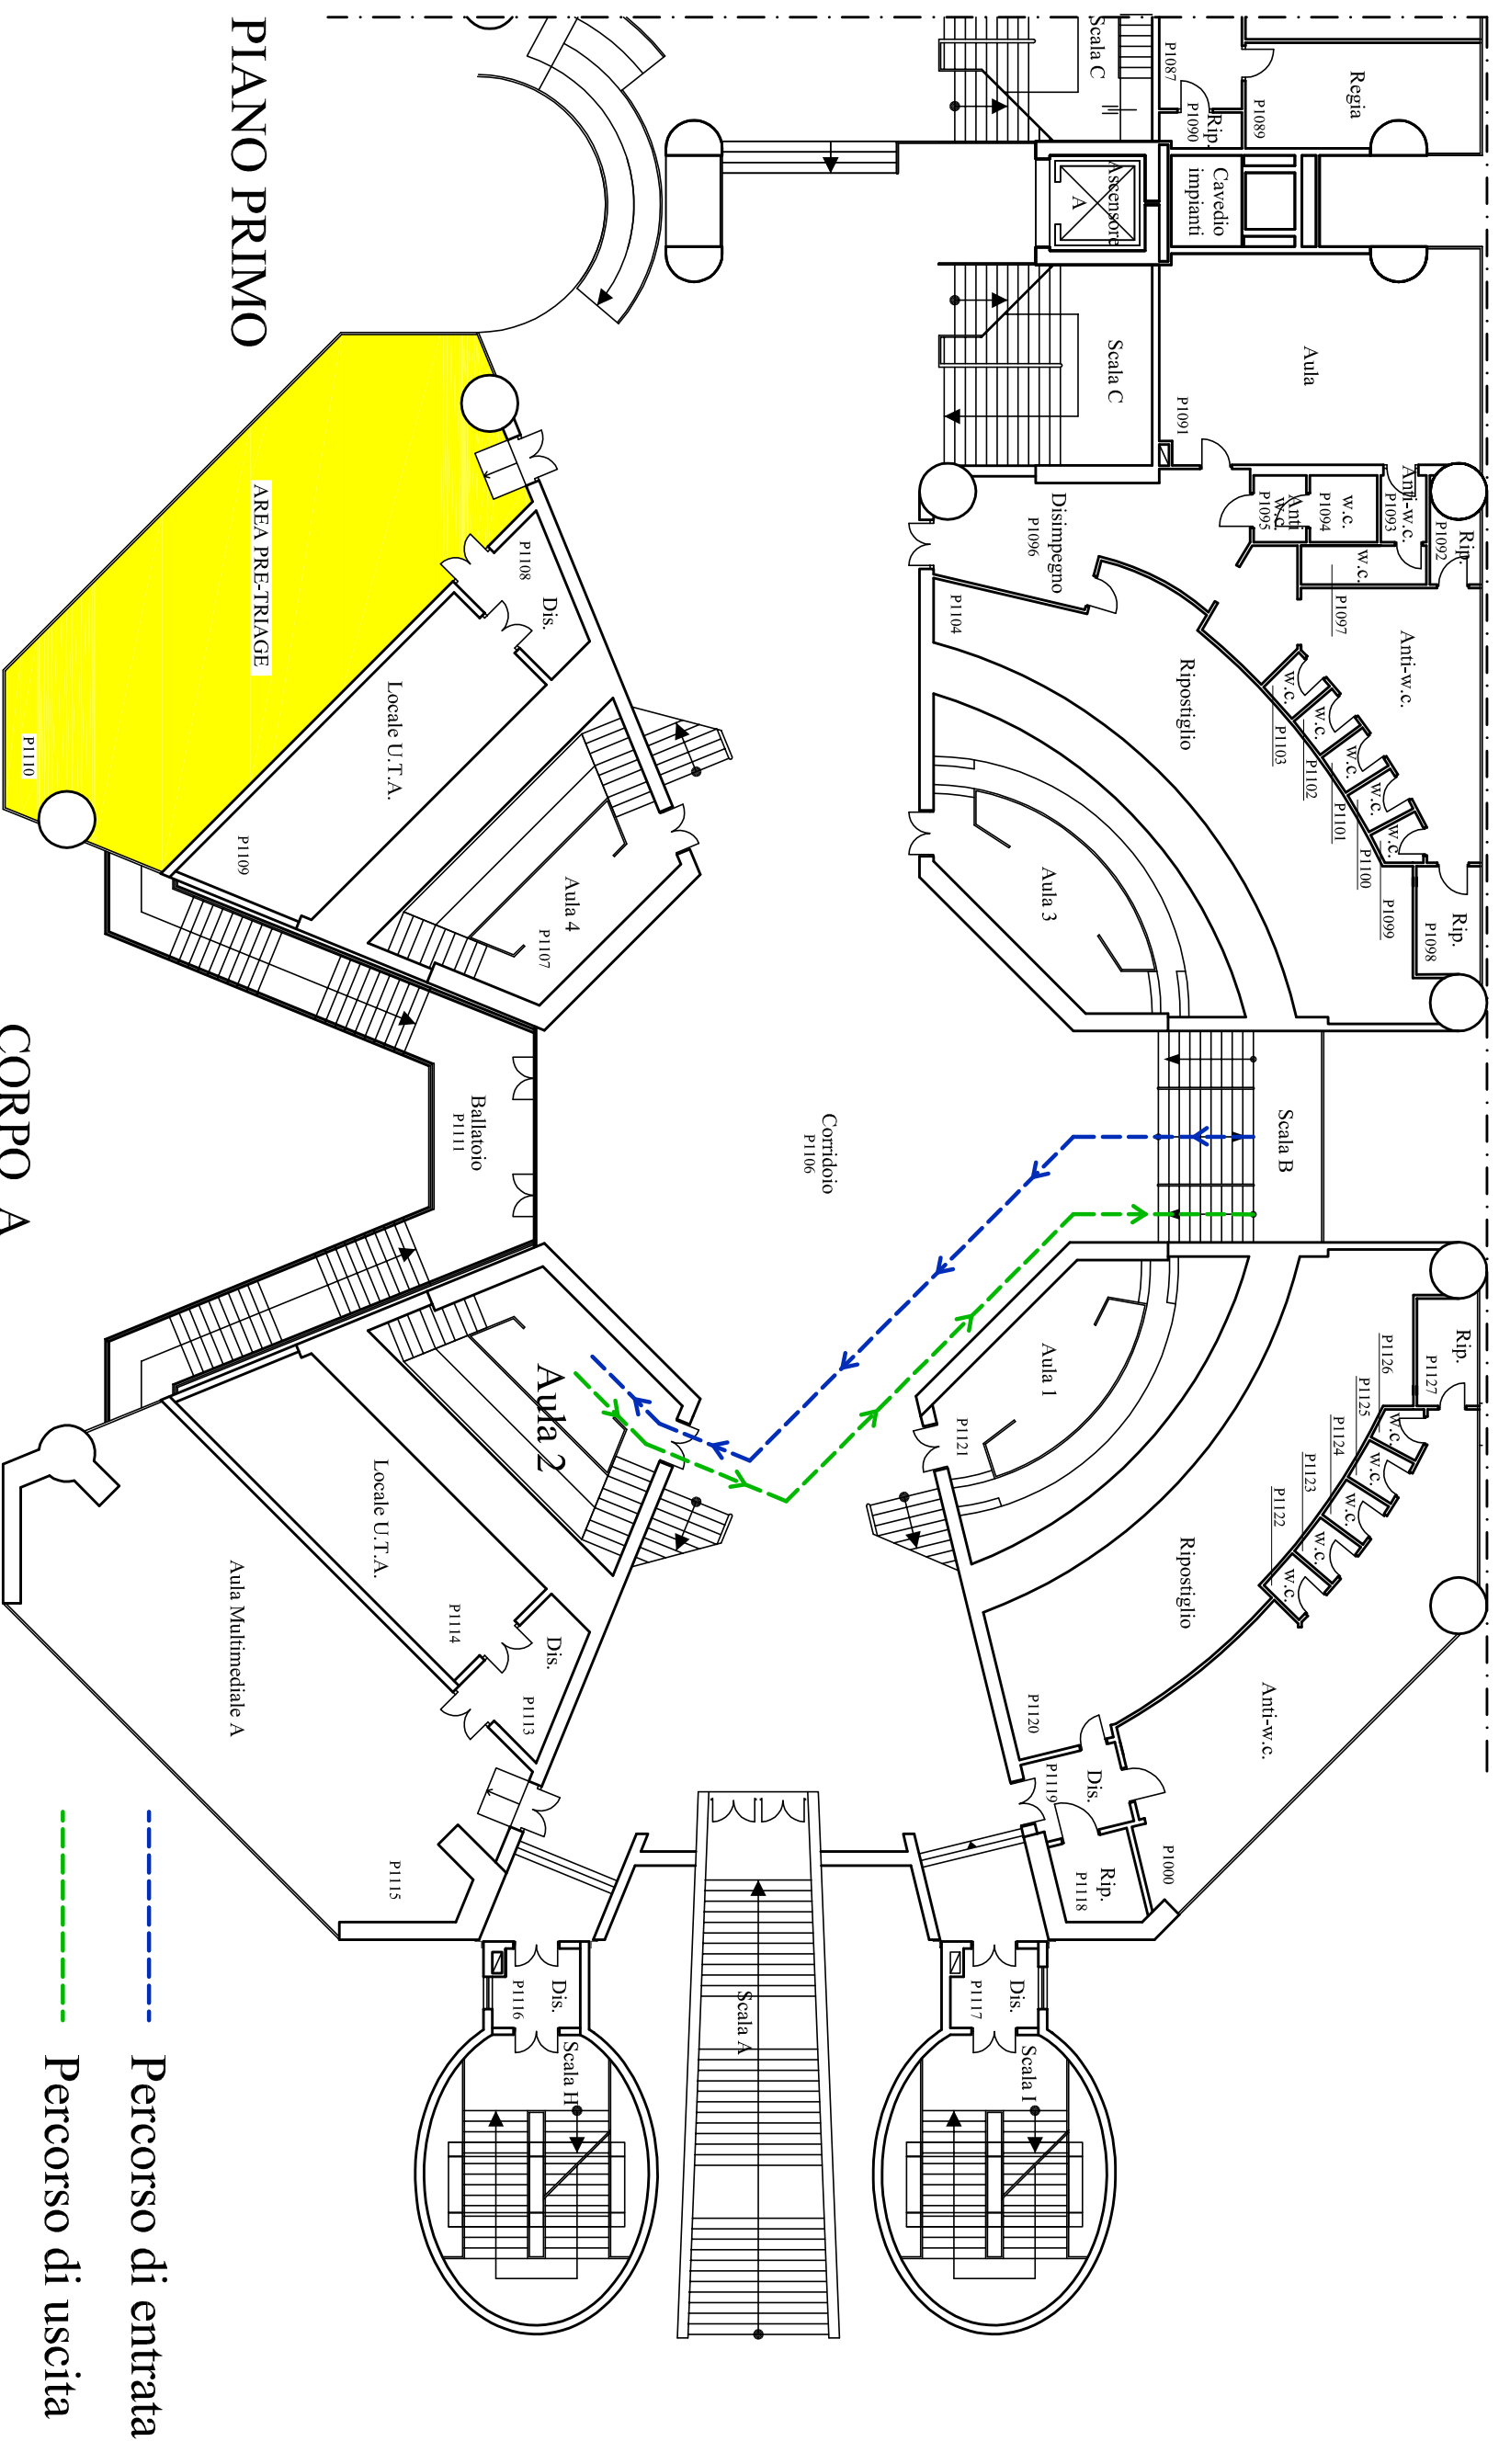 PIANO PRIMO
CORPO A
Scala C
P1087
Rip.
P1090
P1089
Regia
Ascensore
A
Cavedio
impianti
Scala C
Aula
P1091
Disimpegno
P1096
Anti
w.c.
P1095
w.c.
P1094
Anti-w.c.
P1093
Rip.
P1092
w.c.
P1097
Anti-w.c.
P1104
Ripostiglio
w.c.
P1103
w.c.
P1102
w.c.
P1101
w.c.
P1100
w.c.
P1099
Rip.
P1098
Aula 3
AREA PRE-TRIAGE
P1110
P1108
Dis.
Locale U.T.A.
P1109
Aula 4
P1107
Ballatoio
P1111
Corridoio
P1106
Scala B
Aula 1
P1121
Aula 2
Rip.
P1127
P1126
P1125
P1124
P1123
P1122
w.c.
w.c.
w.c.
w.c.
w.c.
Ripostiglio
P1120
Anti-w.c.
P1000
Dis.
P1119
Rip.
P1118
Locale U.T.A.
P1114
Dis.
P1113
Aula Multimediale A
P1115
Dis.
P1116
Scala H
Scala A
Dis.
P1117
Scala I
Percorso di entrata
Percorso di uscita